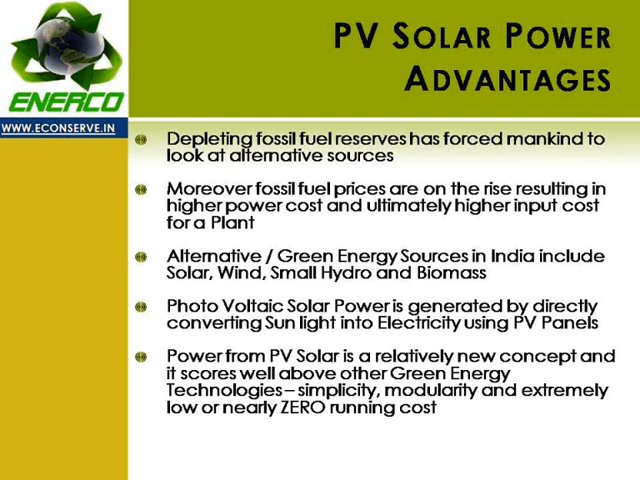 ENERCO
WWW.ECONSERVE.IN
PV SOLAR POWER
ADVANTAGES
Depleting fossil fuel reserves has forced mankind to
look at alternative sources
Moreover fossil fuel prices are on the rise resulting in
higher power cost and ultimately higher input cost
for a Plant
Alternative / Green Energy Sources in India include
Solar, Wind, Small Hydro and Biomass
Photo Voltaic Solar Power is generated by directly
converting Sun light into Electricity using PV Panels
Power from PV Solar is a relatively new concept and
it scores well above other Green Energy
Technologies – simplicity, modularity and extremely
low or nearly ZERO running cost